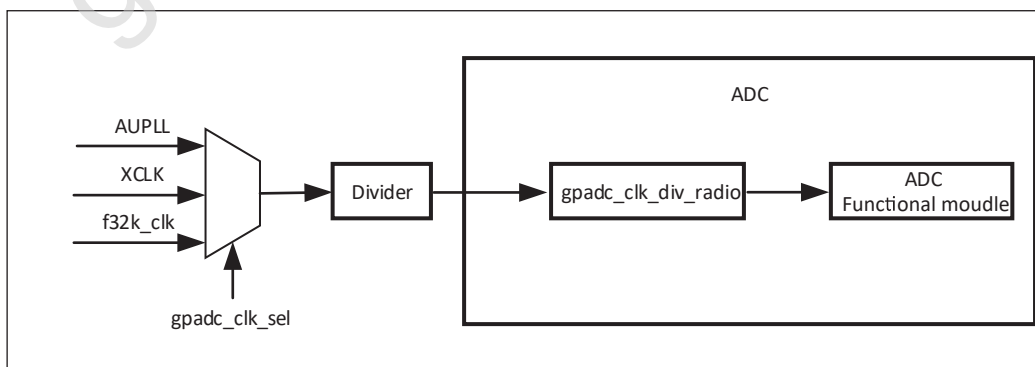 ADC
AUPLL
XCLK
f32k_clk
gpadc_clk_sel
Divider
gpadc_clk_div_radio
ADC
Functional moudle